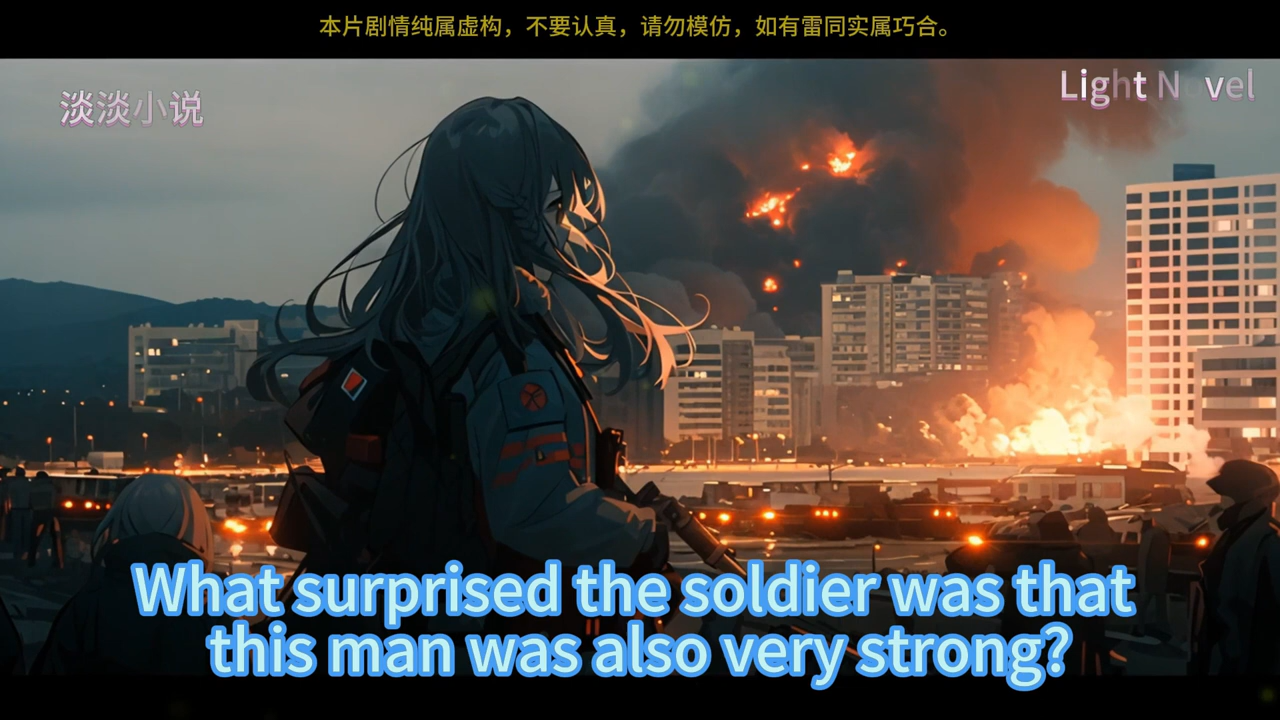 本片剧情纯属虚构，不要认真，请勿模仿，如有雷同实属巧合。
淡淡小说
Light Novel
What surprised the soldier was that
this man was also very strong?